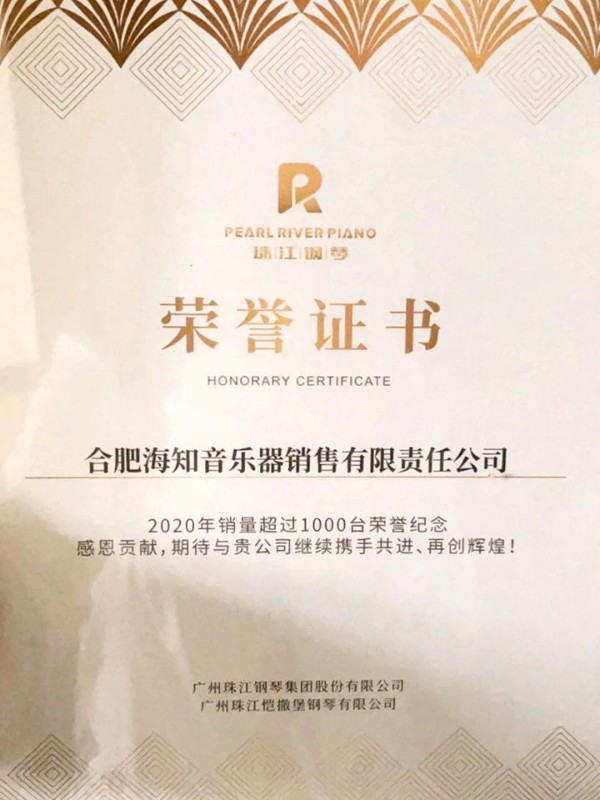 PEARL RIVER PIANO
珠江钢琴
荣誉证书
HONORARY CERTIFICATE
合肥海知音乐器销售有限责任公司
2020年销量超过1000台荣誉纪念
感恩贡献,期待与贵公司继续携手共进、再创辉煌!
广州珠江钢琴集团股份有限公司
广州珠江恺撒堡钢琴有限公司